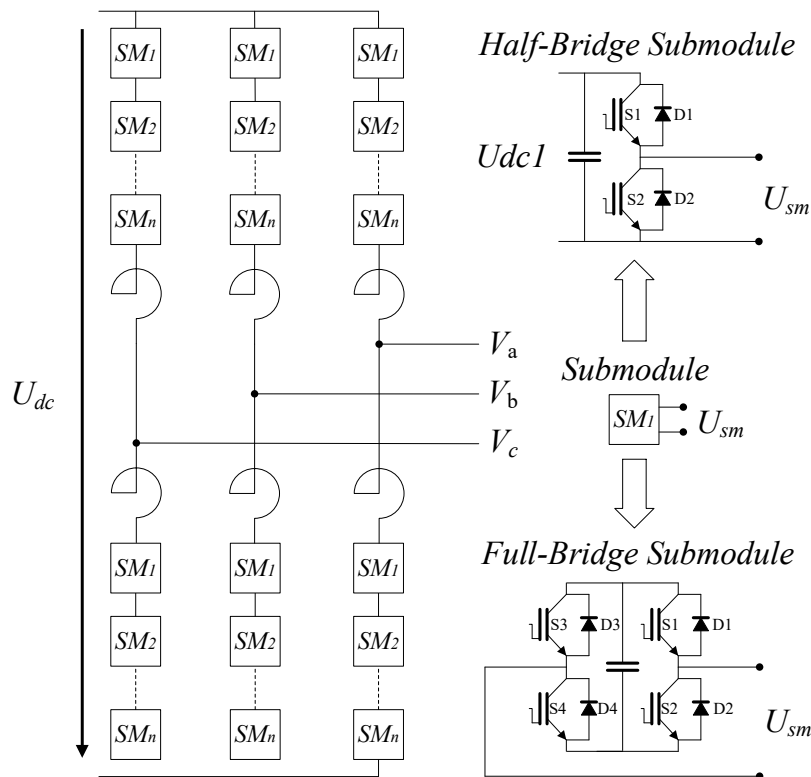 SM1 SM1 SM1
SM2 SM2 SM2
SMn SMn SMn
Udc
Va
Vb
Vc
SM1 SM1 SM1
SM2 SM2 SM2
SMn SMn SMn
Half-Bridge Submodule
Udc1
S1 D1
S2 D2
Usm
Submodule
SM1
Usm
Full-Bridge Submodule
S3 D3 S1 D1
S4 D4 S2 D2
Usm